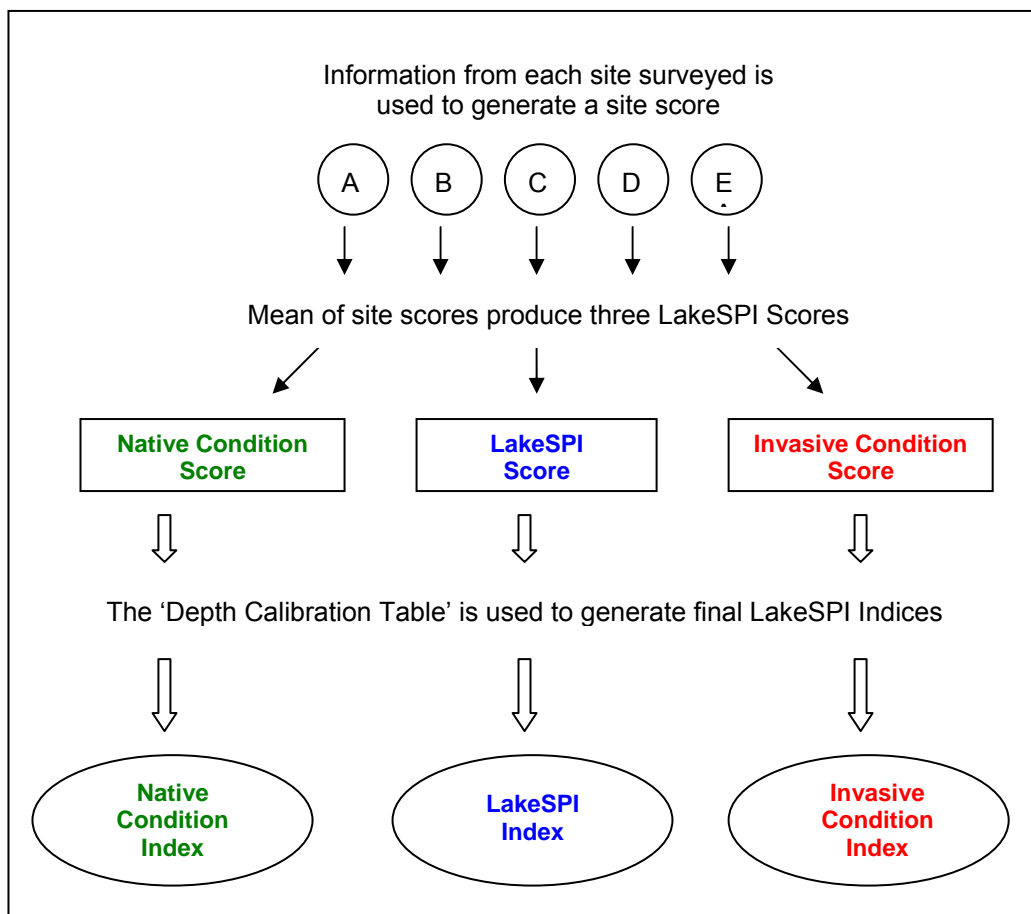 Information from each site surveyed is
used to generate a site score
A B C D E
Mean of site scores produce three LakeSPI Scores
Native Condition
Score
LakeSPI
Score
Invasive Condition
Score
The ‘Depth Calibration Table’ is used to generate final LakeSPI Indices
Native
Condition
Index
LakeSPI
Index
Invasive
Condition
Index